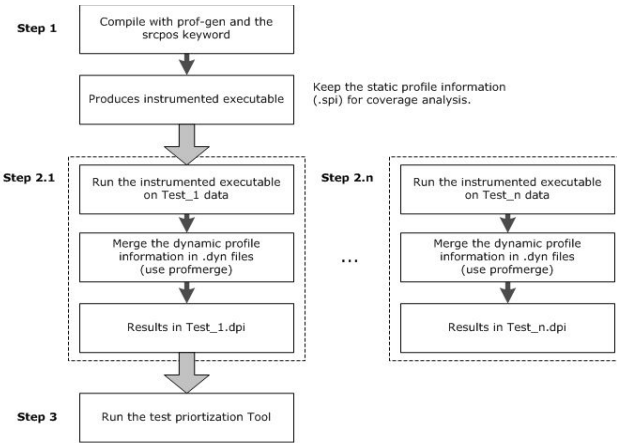 Step 1
Compile with prof-gen and the
srcpos keyword
Produces instrumented executable
Keep the static profile information
(.spi) for coverage analysis.
Step 2.1
Run the instrumented executable
on Test_1 data
Merge the dynamic profile
information in .dyn files
(use profmerge)
Results in Test_1.dpi
...
Step 2.n
Run the instrumented executable
on Test_n data
Merge the dynamic profile
information in .dyn files
(use profmerge)
Results in Test_n.dpi
Step 3
Run the test priortization Tool